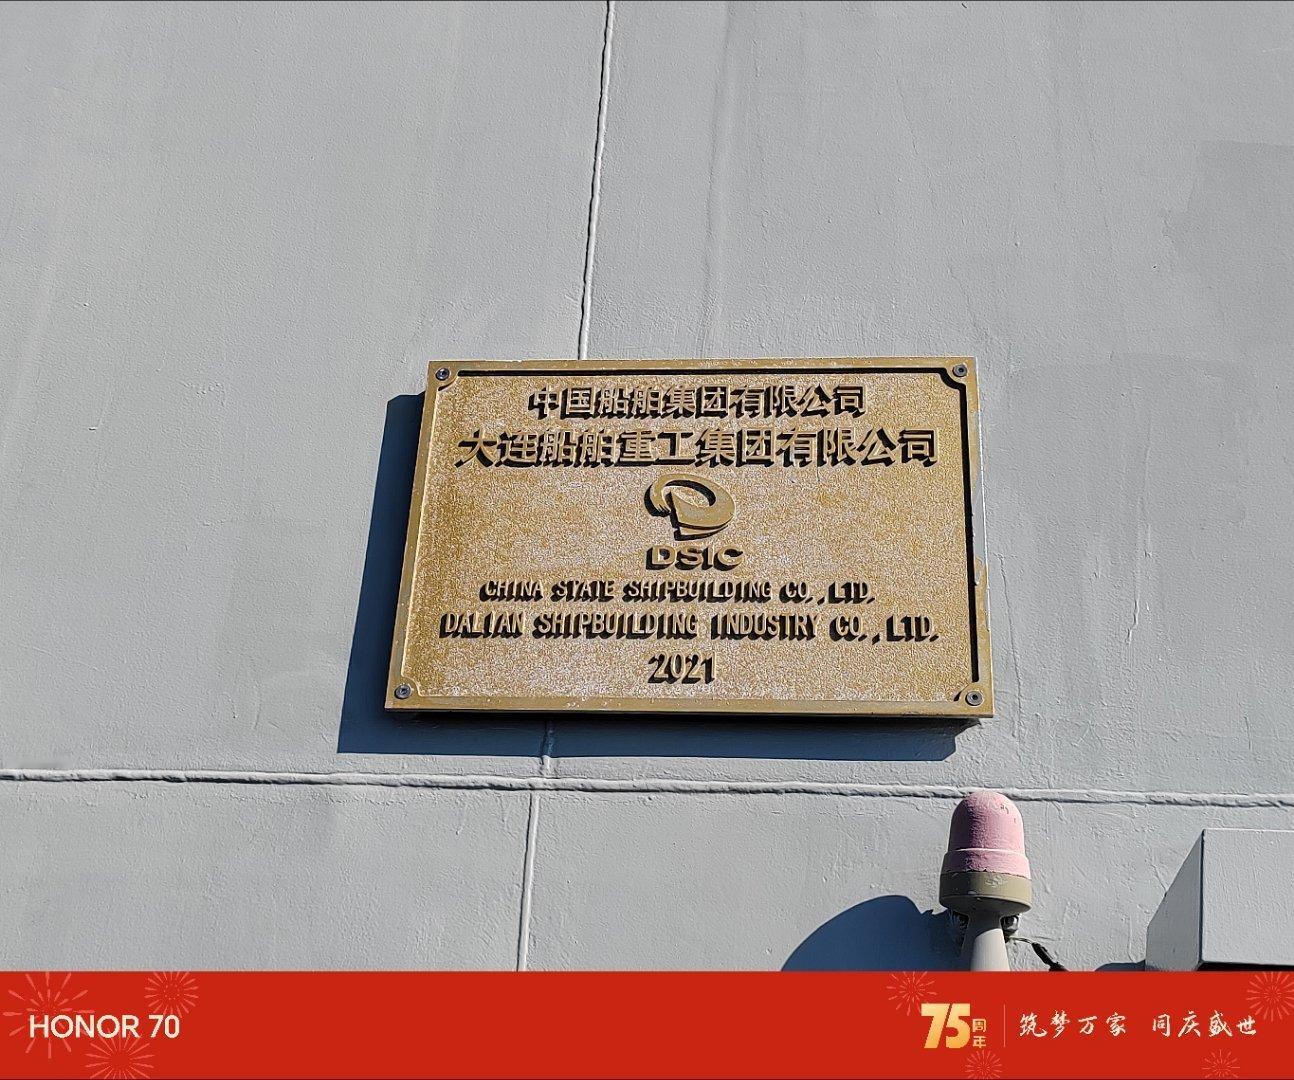 中国船舶集团有限公司
大连船舶重工集团有限公司
DSIC
CHINA STATE SHIPBUILDING CO.,LTD.
DALIAN SHIPBUILDING INDUSTRY CO.,LTD.
2021
HONOR 70
75周年
筑梦万家 同庆盛世